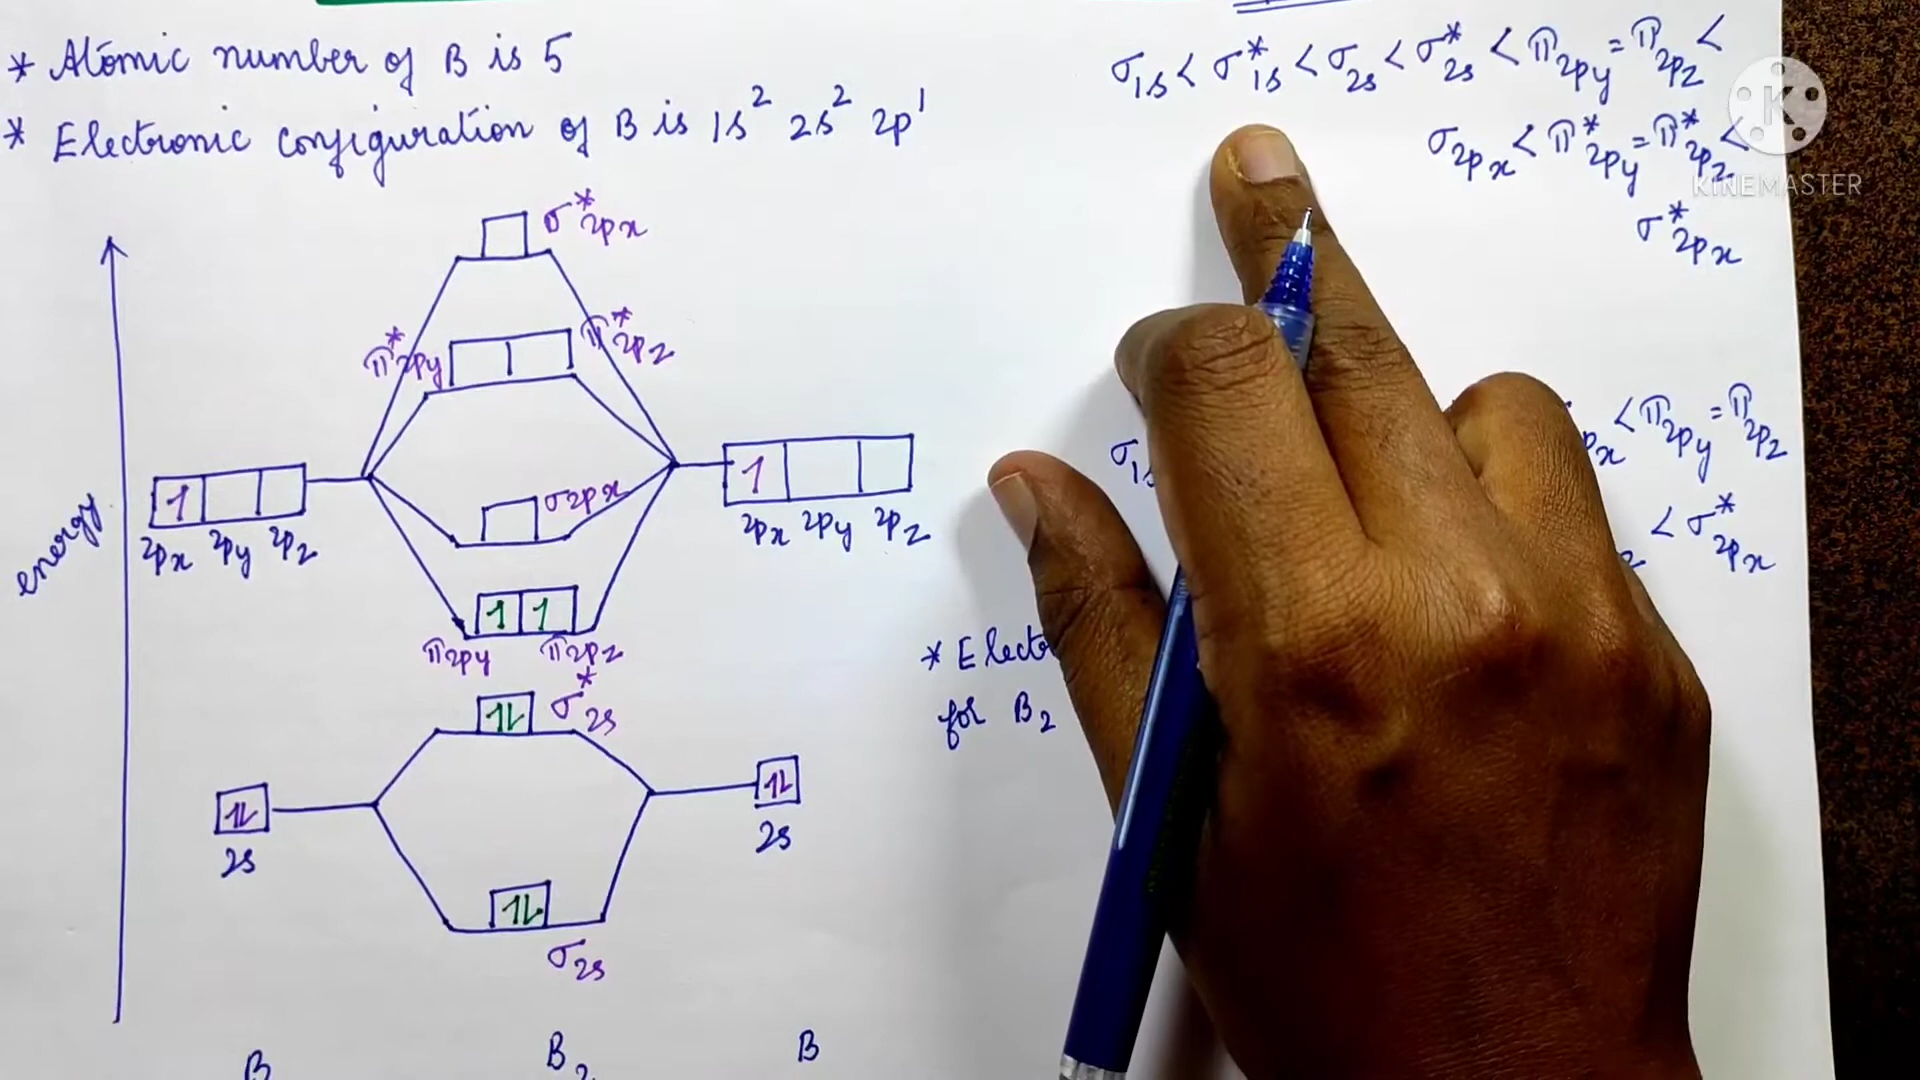 * Atomic number of B is 5
* Electronic configuration of B is 1s² 2s² 2p¹
σ1s < σ*1s < σ2s < σ*2s < π2py = π2pz <
σ2px < π*2py = π*2pz <
σ*2px
KINEMASTER
σ*2px
π*2py π*2pz
σ2px
1 1
2px 2py 2pz 2px 2py 2pz
energy
1 1
π2py π2pz
1L σ*2s
1L 1L
2s 2s
1L
σ2s
B B2 B
σ1s < π2py = π2pz
< σ*2px
* Electr
for B2